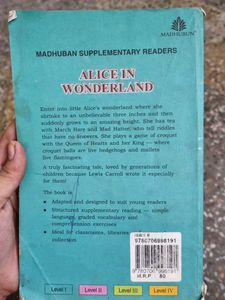 MADHUBUN
MADHUBAN SUPPLEMENTARY READERS
ALICE IN
WONDERLAND
Enter into little Alice's wonderland where she
shrinks to an unbelievable three inches and then
suddenly grows to an amazing height. She has tea
with March Hare and Mad Hatter, who tell riddles
that have no answers. She plays a game of croquet
with the Queen of Hearts and her King — where
croquet balls are live hedgehogs and mallets
live flamingoes.
A truly fascinating tale, loved by generations of
children because Lewis Carroll wrote it especially
for them!
The book is
Adapted and designed to suit young readers
Structured supplementary reading — simple
language, graded vocabulary and
comprehension exercises
Ideal for classrooms, libraries
collection
9780706998191
9 780706 998191
M.R.P. 80
Level I
Level II
Level III
Level IV